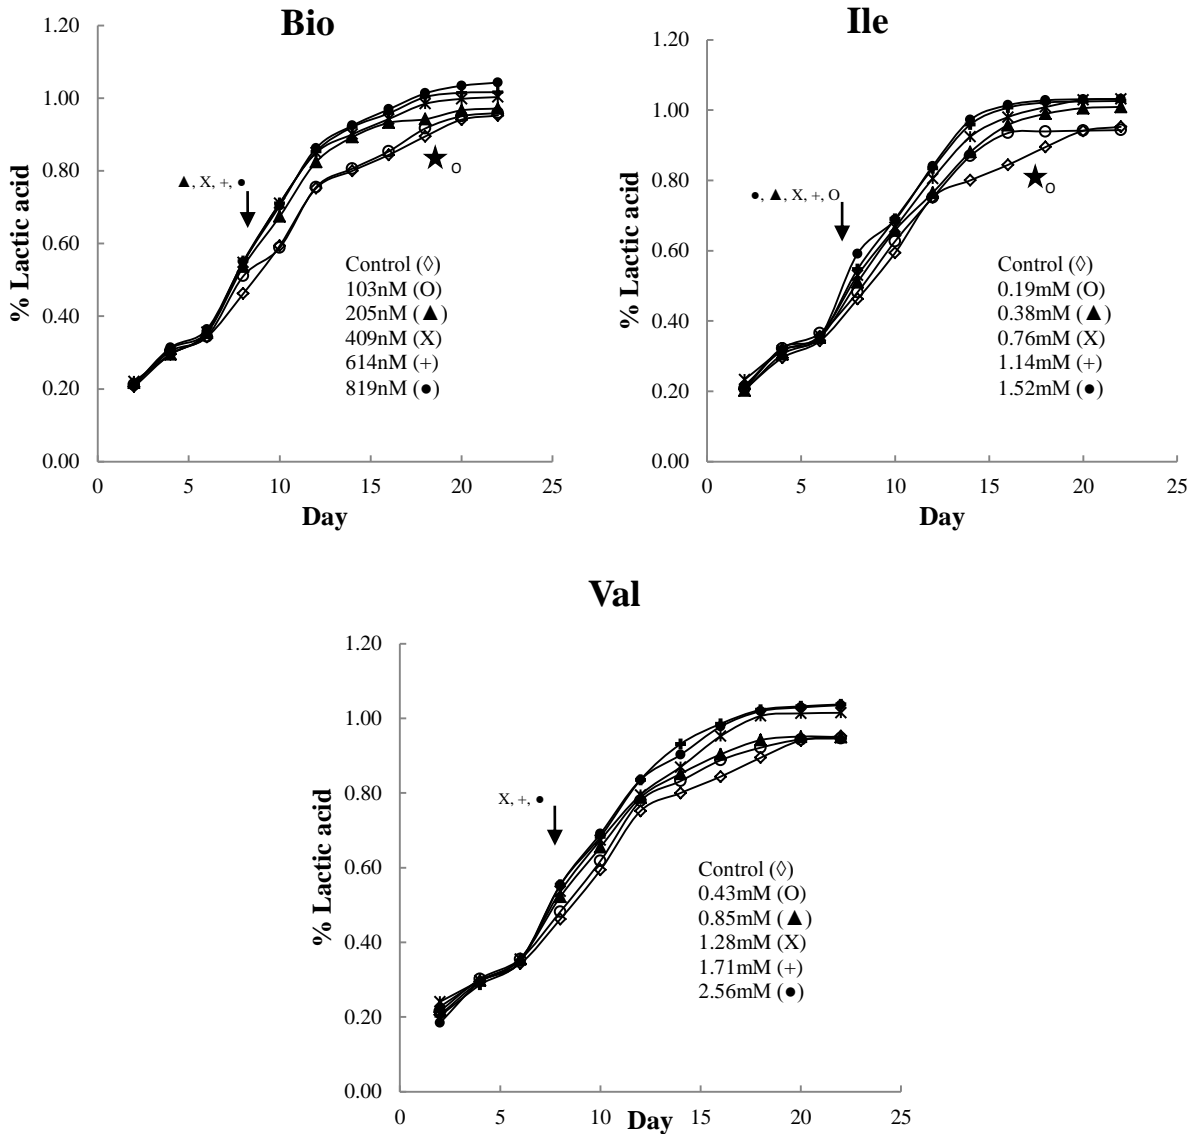 Bio
% Lactic acid
1.20
1.00
0.80
0.60
0.40
0.20
0.00
▲, X, +, ●
★ O
Control (◊)
103nM (O)
205nM (▲)
409nM (X)
614nM (+)
819nM (●)
0 5 10 15 20 25
Day
Ile
% Lactic acid
1.20
1.00
0.80
0.60
0.40
0.20
0.00
●, ▲, X, +, O
★ O
Control (◊)
0.19mM (O)
0.38mM (▲)
0.76mM (X)
1.14mM (+)
1.52mM (●)
0 5 10 15 20 25
Day
Val
% Lactic acid
1.20
1.00
0.80
0.60
0.40
0.20
0.00
X, +, ●
Control (◊)
0.43mM (O)
0.85mM (▲)
1.28mM (X)
1.71mM (+)
2.56mM (●)
0 5 10 15 20 25
Day